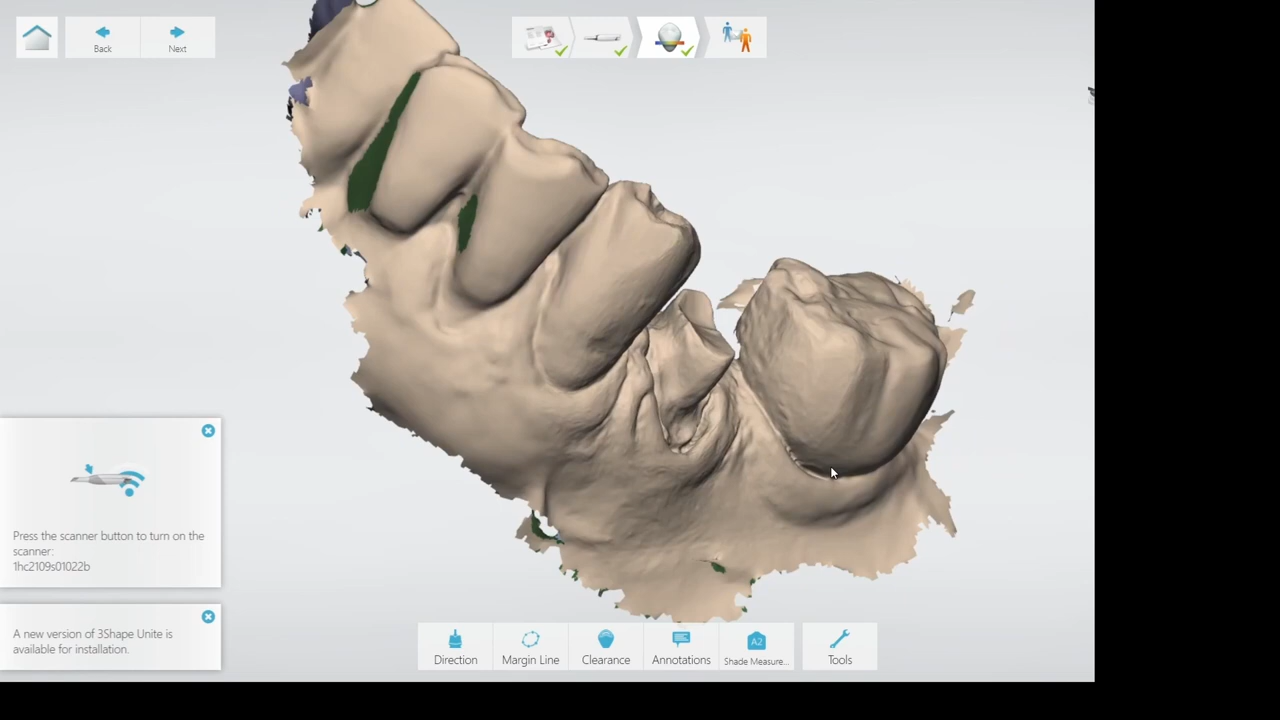 Back
Next
Press the scanner button to turn on the
scanner:
1hc2109s01022b
A new version of 3Shape Unite is
available for installation.
Direction
Margin Line
Clearance
Annotations
A2
Shade Measure...
Tools